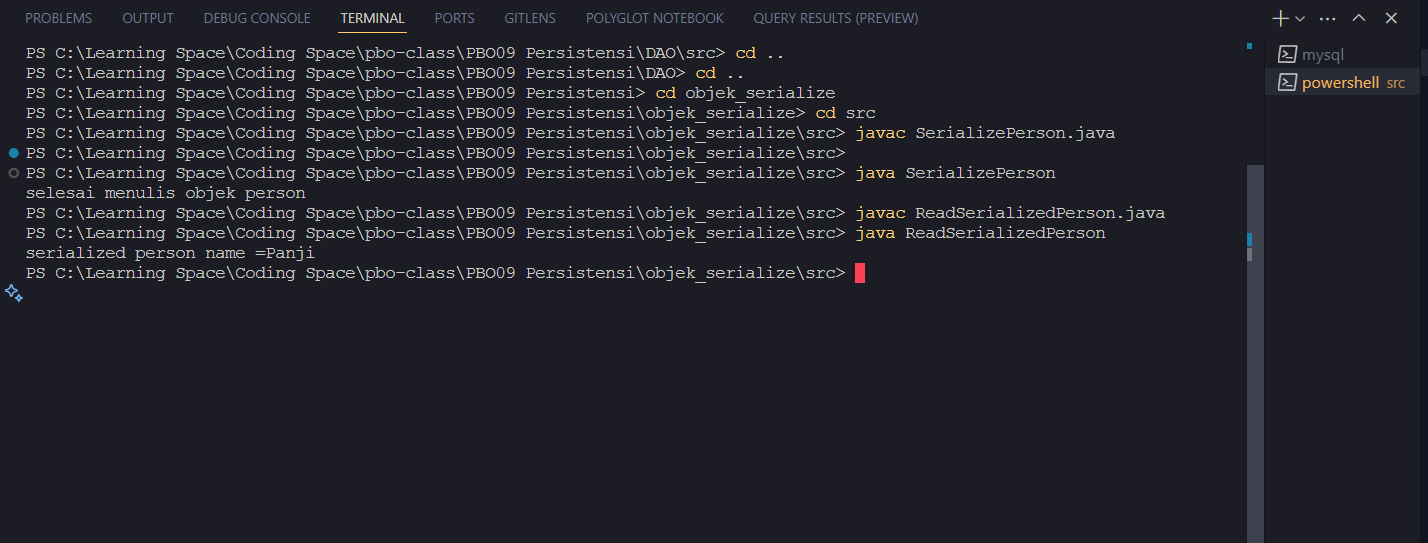 PROBLEMS OUTPUT DEBUG CONSOLE TERMINAL PORTS GITLENS POLYGLOT NOTEBOOK QUERY RESULTS (PREVIEW)
PS C:\Learning Space\Coding Space\pbo-class\PBO09 Persistensi\DAO\src> cd ..
PS C:\Learning Space\Coding Space\pbo-class\PBO09 Persistensi\DAO> cd ..
PS C:\Learning Space\Coding Space\pbo-class\PBO09 Persistensi> cd objek_serialize
PS C:\Learning Space\Coding Space\pbo-class\PBO09 Persistensi\objek_serialize> cd src
PS C:\Learning Space\Coding Space\pbo-class\PBO09 Persistensi\objek_serialize\src> javac SerializePerson.java
PS C:\Learning Space\Coding Space\pbo-class\PBO09 Persistensi\objek_serialize\src>
PS C:\Learning Space\Coding Space\pbo-class\PBO09 Persistensi\objek_serialize\src> java SerializePerson
selesai menulis objek person
PS C:\Learning Space\Coding Space\pbo-class\PBO09 Persistensi\objek_serialize\src> javac ReadSerializedPerson.java
PS C:\Learning Space\Coding Space\pbo-class\PBO09 Persistensi\objek_serialize\src> java ReadSerializedPerson
serialized person name =Panji
PS C:\Learning Space\Coding Space\pbo-class\PBO09 Persistensi\objek_serialize\src>
mysql
powershell src